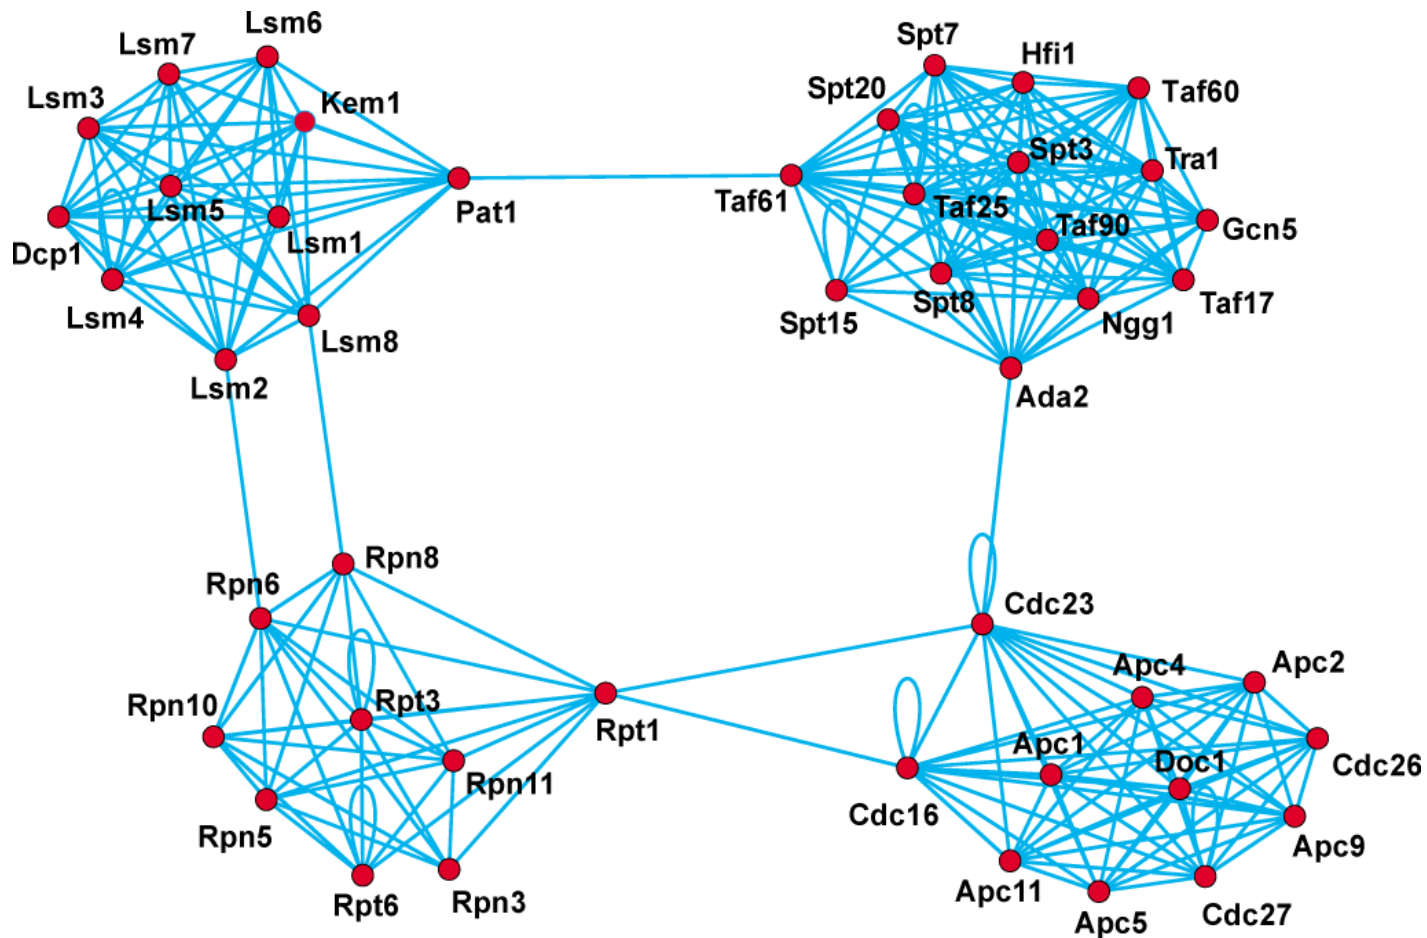 Lsm6
Lsm7
Lsm3
Kem1
Lsm5
Lsm1
Dcp1
Lsm4
Lsm8
Lsm2
Pat1
Spt7
Hfi1
Spt20
Taf60
Spt3
Tra1
Taf61
Taf25
Taf90
Gcn5
Spt15
Spt8
Ngg1
Taf17
Ada2
Rpn8
Rpn6
Rpn10
Rpt3
Rpt1
Rpn11
Rpn5
Rpt6
Rpn3
Cdc23
Apc4
Apc2
Apc1
Doc1
Cdc26
Cdc16
Apc9
Apc11
Apc5
Cdc27